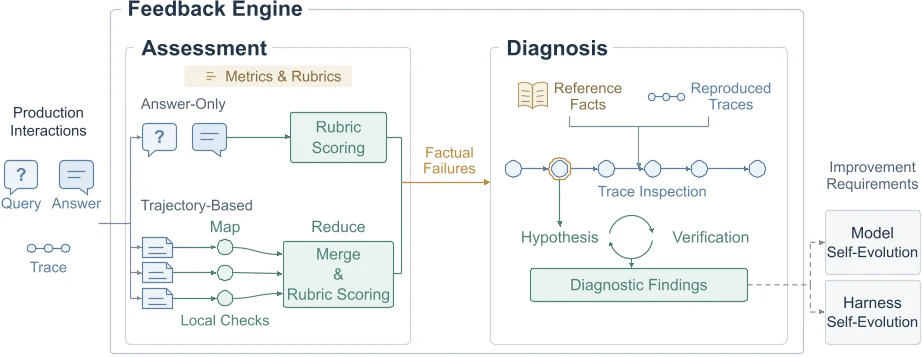 Feedback Engine
Assessment
Metrics & Rubrics
Production
Interactions
?
Query
Answer
Trace
Answer-Only
?
Rubric
Scoring
Trajectory-Based
Map
Reduce
Merge
&
Rubric Scoring
Local Checks
Factual
Failures
Diagnosis
Reference
Facts
Reproduced
Traces
Trace Inspection
Hypothesis
Verification
Diagnostic Findings
Improvement
Requirements
Model
Self-Evolution
Harness
Self-Evolution